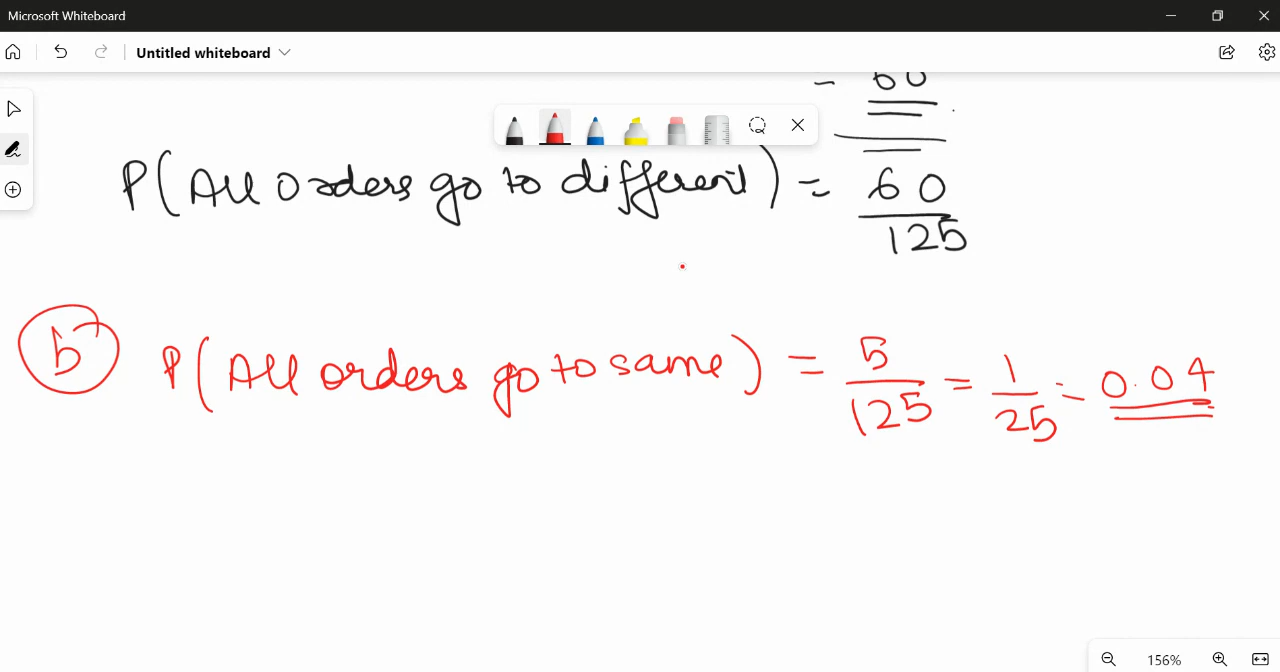 Microsoft Whiteboard
Untitled whiteboard
= 60
P(All orders go to different) = 60/125
b) P(All orders go to same) = 5/125 = 1/25 = 0.04
156%